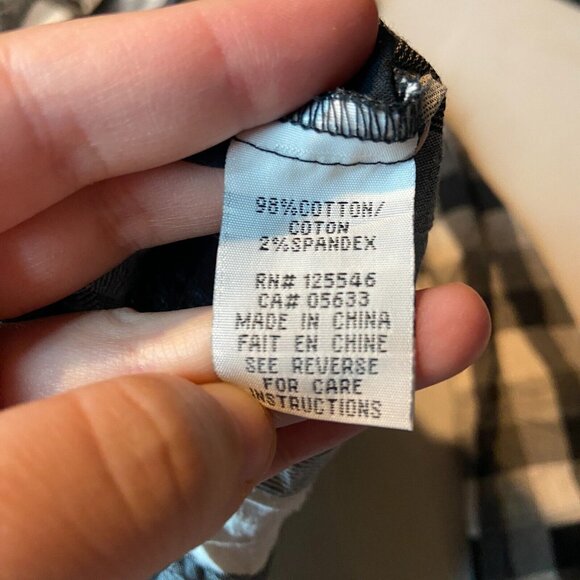 98%COTTON/
COTON
2%SPANDEX
RN# 125546
CA# 05633
MADE IN CHINA
FAIT EN CHINE
SEE REVERSE
FOR CARE
INSTRUCTIONS